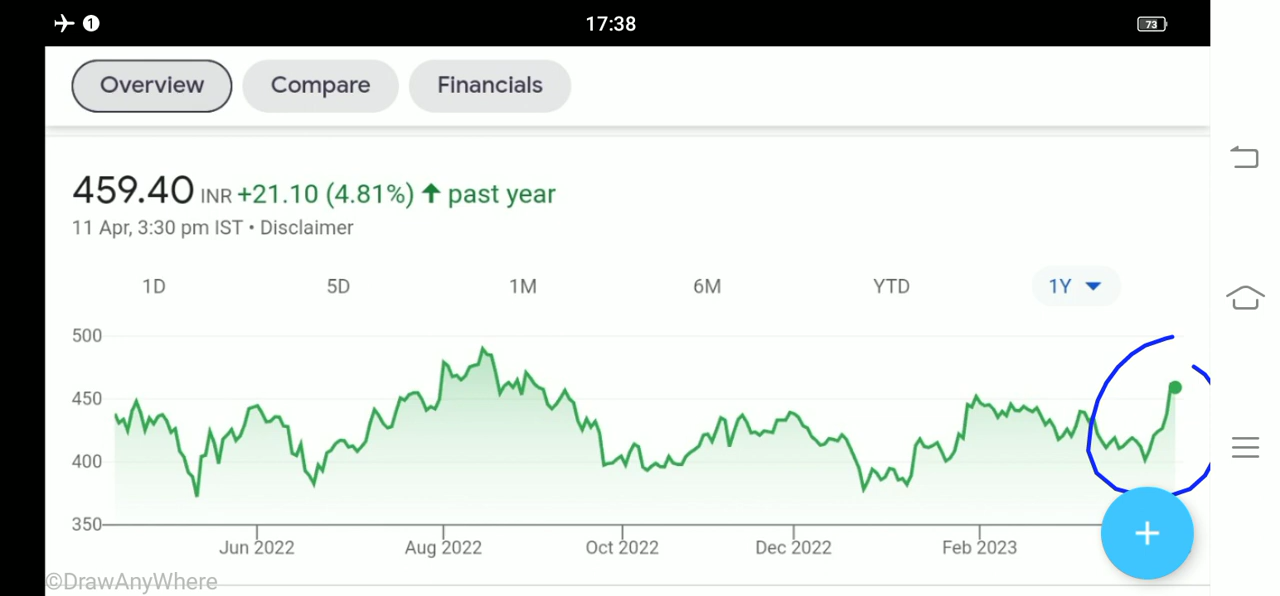 1 17:38 73
Overview Compare Financials
459.40 INR +21.10 (4.81%) ↑ past year
11 Apr, 3:30 pm IST • Disclaimer
1D 5D 1M 6M YTD 1Y
500
450
400
350
Jun 2022 Aug 2022 Oct 2022 Dec 2022 Feb 2023
+
©DrawAnyWhere